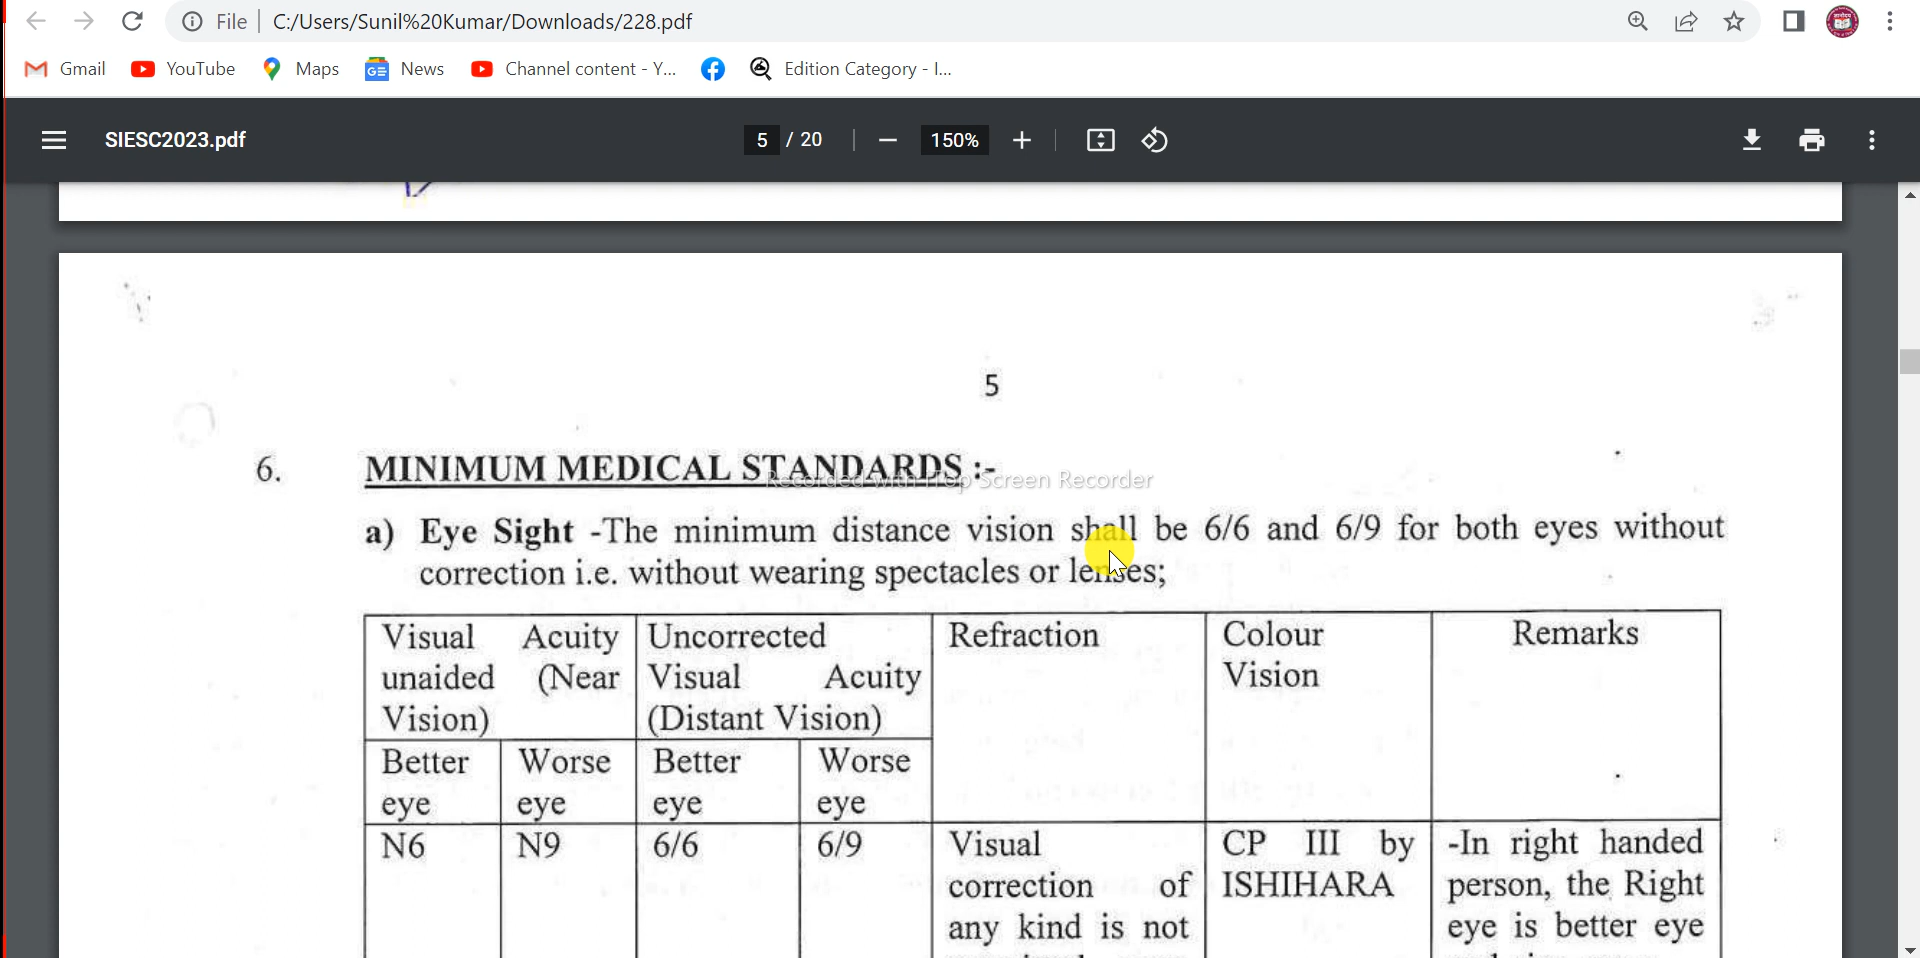 File
C:/Users/Sunil%20Kumar/Downloads/228.pdf
Gmail
YouTube
Maps
News
Channel content - Y...
Edition Category - I...
SIESC2023.pdf
5 / 20
150%
5
6. MINIMUM MEDICAL STANDARDS :-
Recorded with iTop Screen Recorder
a) Eye Sight -The minimum distance vision shall be 6/6 and 6/9 for both eyes without
correction i.e. without wearing spectacles or lenses;
Visual Acuity
unaided (Near
Vision)
Uncorrected
Visual Acuity
(Distant Vision)
Refraction
Colour
Vision
Remarks
Better
eye
Worse
eye
Better
eye
Worse
eye
N6
N9
6/6
6/9
Visual
correction of
any kind is not
CP III by
ISHIHARA
-In right handed
person, the Right
eye is better eye